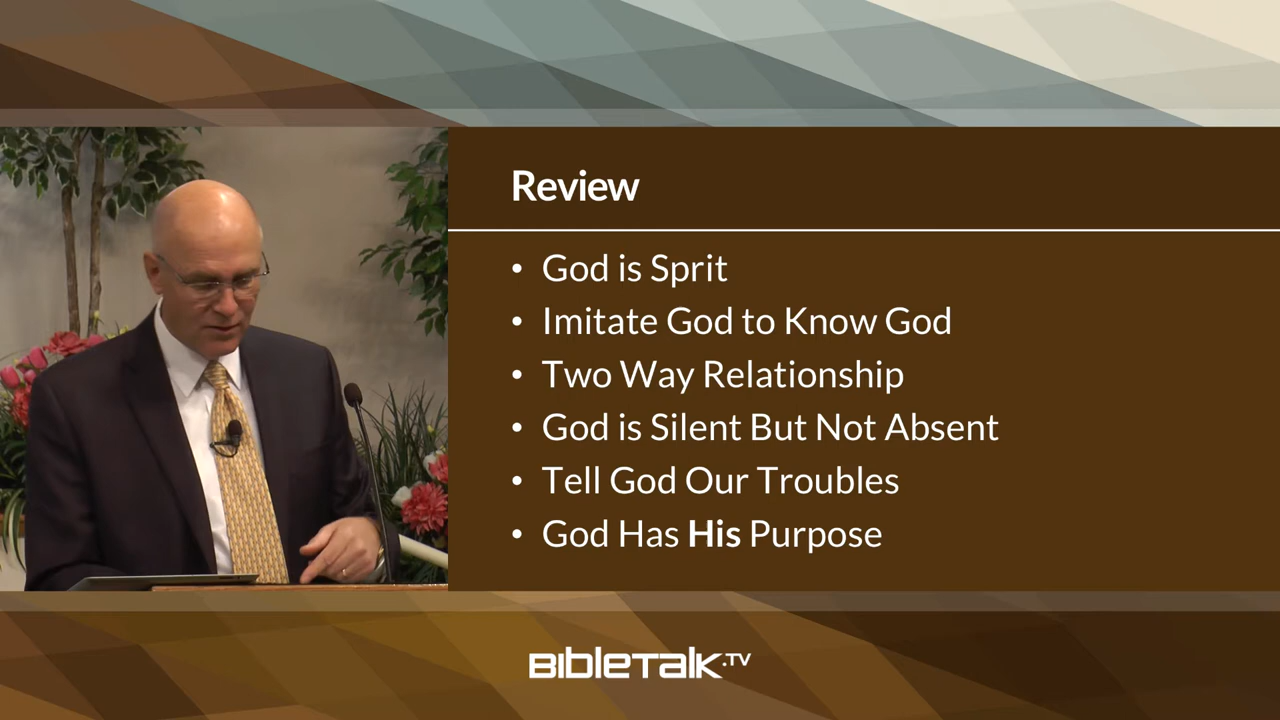 Review
• God is Sprit
• Imitate God to Know God
• Two Way Relationship
• God is Silent But Not Absent
• Tell God Our Troubles
• God Has His Purpose
BIBLETALK.TV